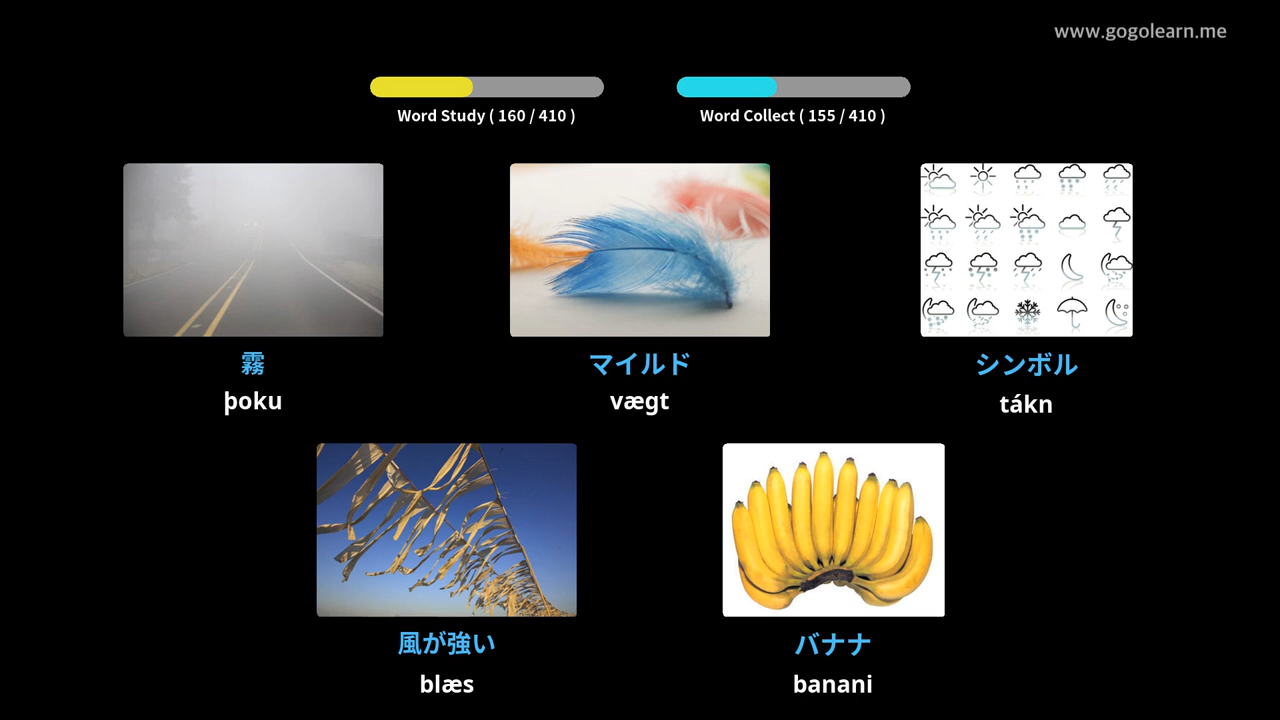 www.gogolearn.me
Word Study ( 160 / 410 )
Word Collect ( 155 / 410 )
霧
þoku
マイルド
vægt
シンボル
tákn
風が強い
blæs
バナナ
banani